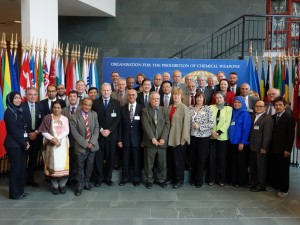 ORGANISATION FOR THE PROHIBITION OF CHEMICAL WEAPONS